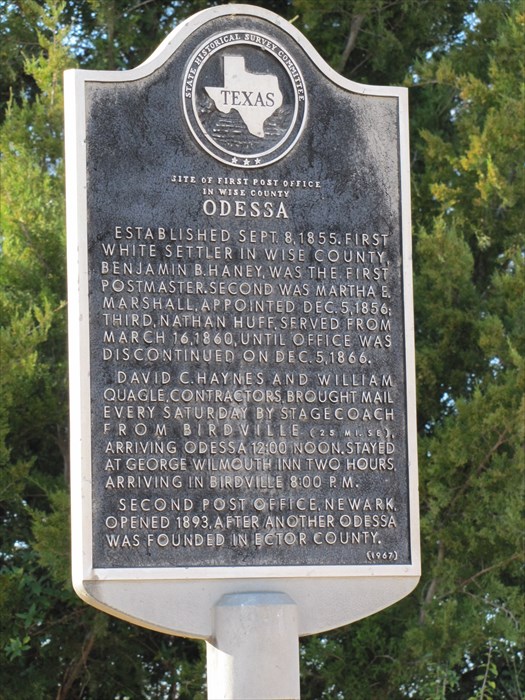 STATE HISTORICAL SURVEY COMMITTEE
TEXAS
SITE OF FIRST POST OFFICE
IN WISE COUNTY
ODESSA
ESTABLISHED SEPT. 8, 1855. FIRST
WHITE SETTLER IN WISE COUNTY,
BENJAMIN B. HANEY, WAS THE FIRST
POSTMASTER. SECOND WAS MARTHA E.
MARSHALL, APPOINTED DEC. 5, 1856;
THIRD, NATHAN HUFF, SERVED FROM
MARCH 16, 1860, UNTIL OFFICE WAS
DISCONTINUED ON DEC. 5, 1866.
DAVID C. HAYNES AND WILLIAM
QUAGLE, CONTRACTORS, BROUGHT MAIL
EVERY SATURDAY BY STAGECOACH
FROM BIRDVILLE (25 MI. SE),
ARRIVING ODESSA 12:00 NOON, STAYED
AT GEORGE WILMOUTH INN TWO HOURS,
ARRIVING IN BIRDVILLE 8:00 P.M.
SECOND POST OFFICE, NEWARK,
OPENED 1893, AFTER ANOTHER ODESSA
WAS FOUNDED IN ECTOR COUNTY.
(1967)